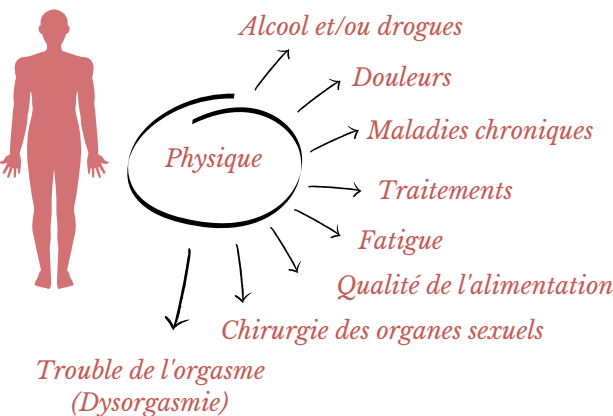 Alcool et/ou drogues
Douleurs
Maladies chroniques
Physique
Traitements
Fatigue
Qualité de l'alimentation
Chirurgie des organes sexuels
Trouble de l'orgasme
(Dysorgasmie)